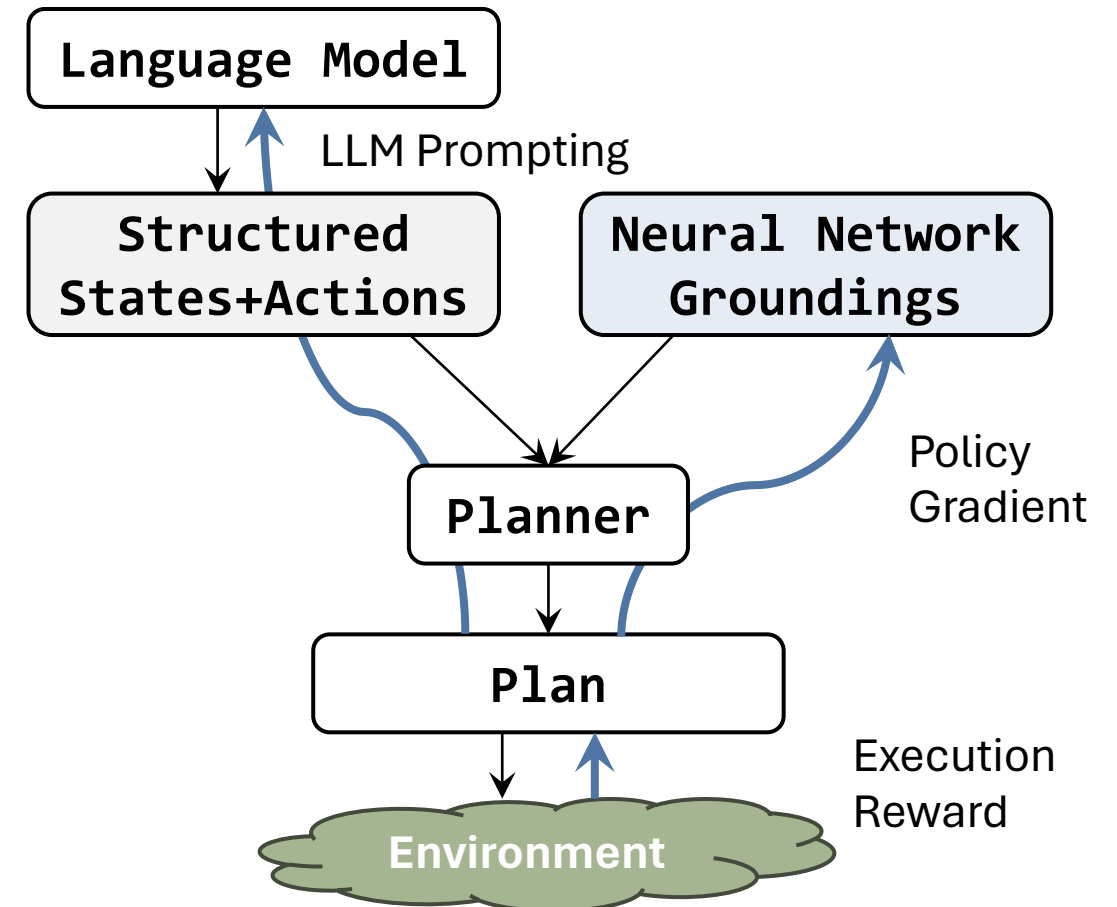 Language Model
LLM Prompting
Structured
States+Actions
Neural Network
Groundings
Policy
Gradient
Planner
Plan
Execution
Reward
Environment